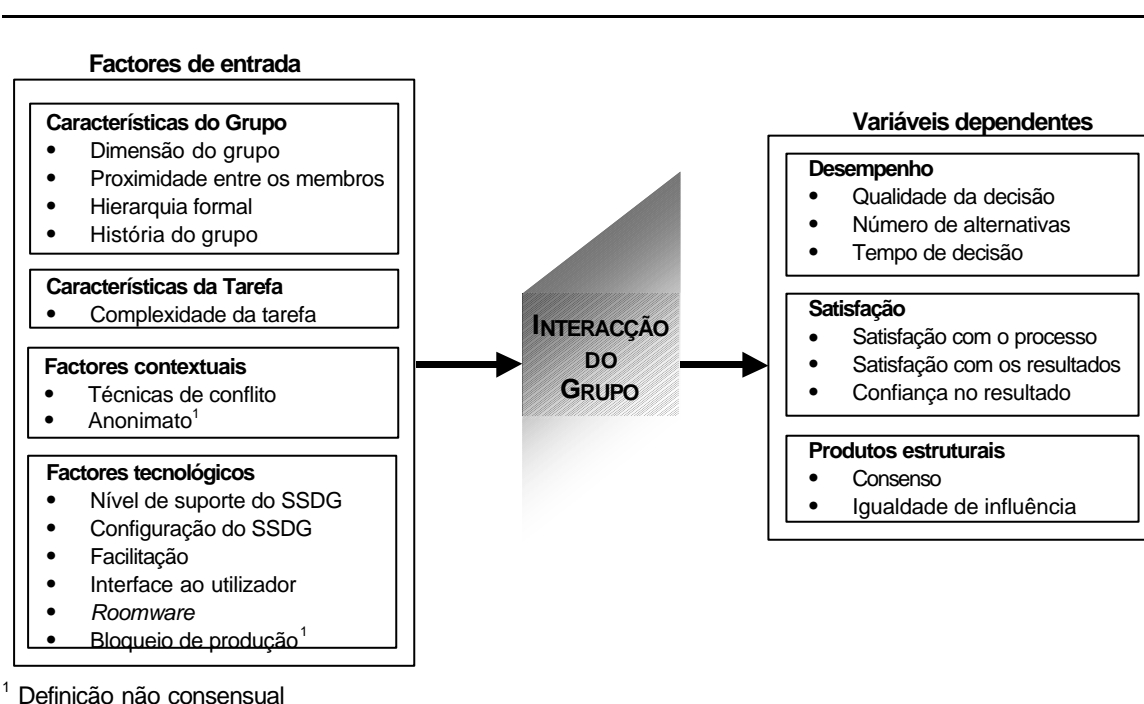 Factores de entrada
Características do Grupo
• Dimensão do grupo
• Proximidade entre os membros
• Hierarquia formal
• História do grupo
Características da Tarefa
• Complexidade da tarefa
Factores contextuais
• Técnicas de conflito
• Anonimato¹
Factores tecnológicos
• Nível de suporte do SSDG
• Configuração do SSDG
• Facilitação
• Interface ao utilizador
• Roomware
• Bloqueio de produção¹
INTERACÇÃO
DO
GRUPO
Variáveis dependentes
Desempenho
• Qualidade da decisão
• Número de alternativas
• Tempo de decisão
Satisfação
• Satisfação com o processo
• Satisfação com os resultados
• Confiança no resultado
Produtos estruturais
• Consenso
• Igualdade de influência
¹ Definição não consensual